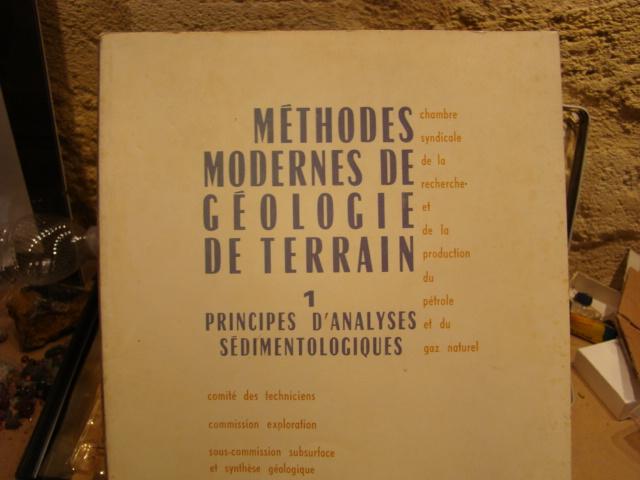 MÉTHODES
MODERNES DE
GÉOLOGIE
DE TERRAIN
1
PRINCIPES D'ANALYSES
SÉDIMENTOLOGIQUES
chambre
syndicale
de la
recherche
et
de la
production
du
pétrole
et du
gaz naturel
comité des techniciens
commission exploration
sous-commission subsurface
et synthèse géologique